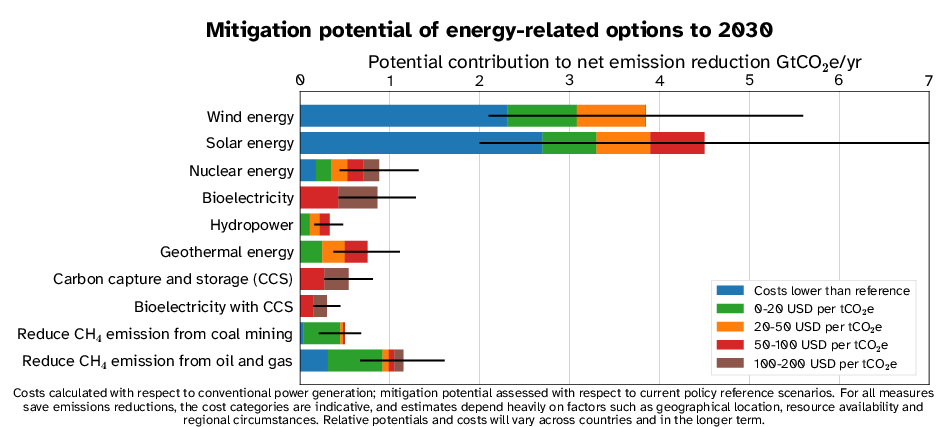 Mitigation potential of energy-related options to 2030
Potential contribution to net emission reduction GtCO₂e/yr
0 1 2 3 4 5 6 7
Wind energy
Solar energy
Nuclear energy
Bioelectricity
Hydropower
Geothermal energy
Carbon capture and storage (CCS)
Bioelectricity with CCS
Reduce CH₄ emission from coal mining
Reduce CH₄ emission from oil and gas
Costs lower than reference
0-20 USD per tCO₂e
20-50 USD per tCO₂e
50-100 USD per tCO₂e
100-200 USD per tCO₂e
Costs calculated with respect to conventional power generation; mitigation potential assessed with respect to current policy reference scenarios. For all measures
save emissions reductions, the cost categories are indicative, and estimates depend heavily on factors such as geographical location, resource availability and
regional circumstances. Relative potentials and costs will vary across countries and in the longer term.